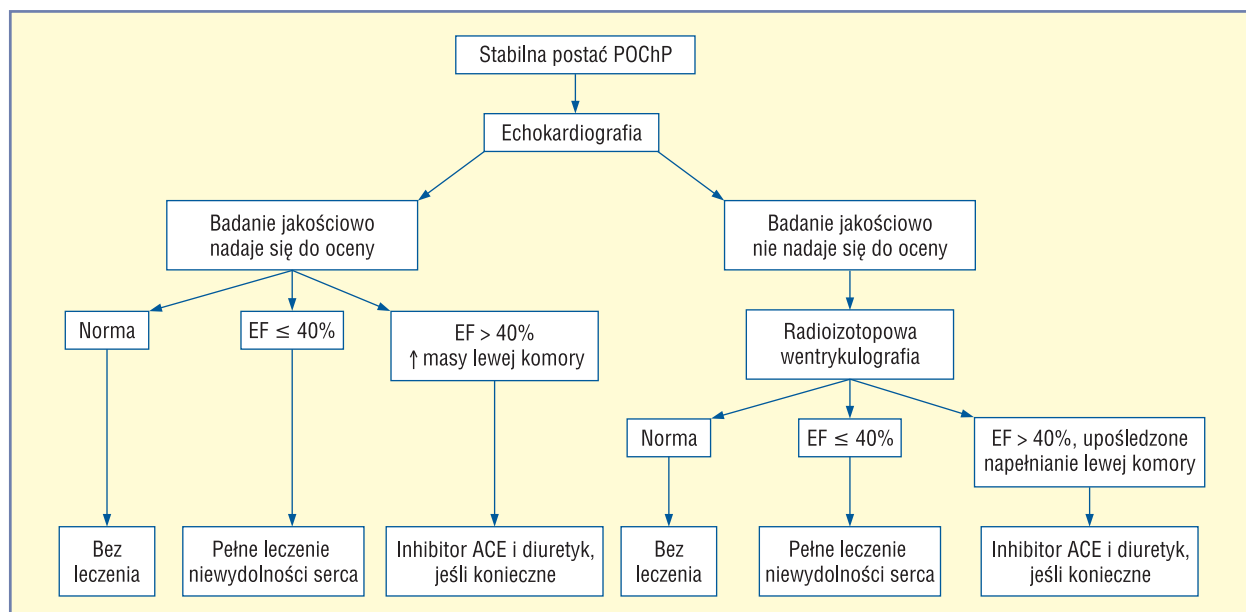 Stabilna postać POChP
Echokardiografia
Badanie jakościowo
nadaje się do oceny
Badanie jakościowo
nie nadaje się do oceny
Norma
EF ≤ 40%
EF > 40%
↑ masy lewej komory
Radioizotopowa
wentrykulografia
Norma
EF ≤ 40%
EF > 40%, upośledzone
napełnianie lewej komory
Bez
leczenia
Pełne leczenie
niewydolności serca
Inhibitor ACE i diuretyk,
jeśli konieczne
Bez
leczenia
Pełne leczenie
niewydolności serca
Inhibitor ACE i diuretyk,
jeśli konieczne